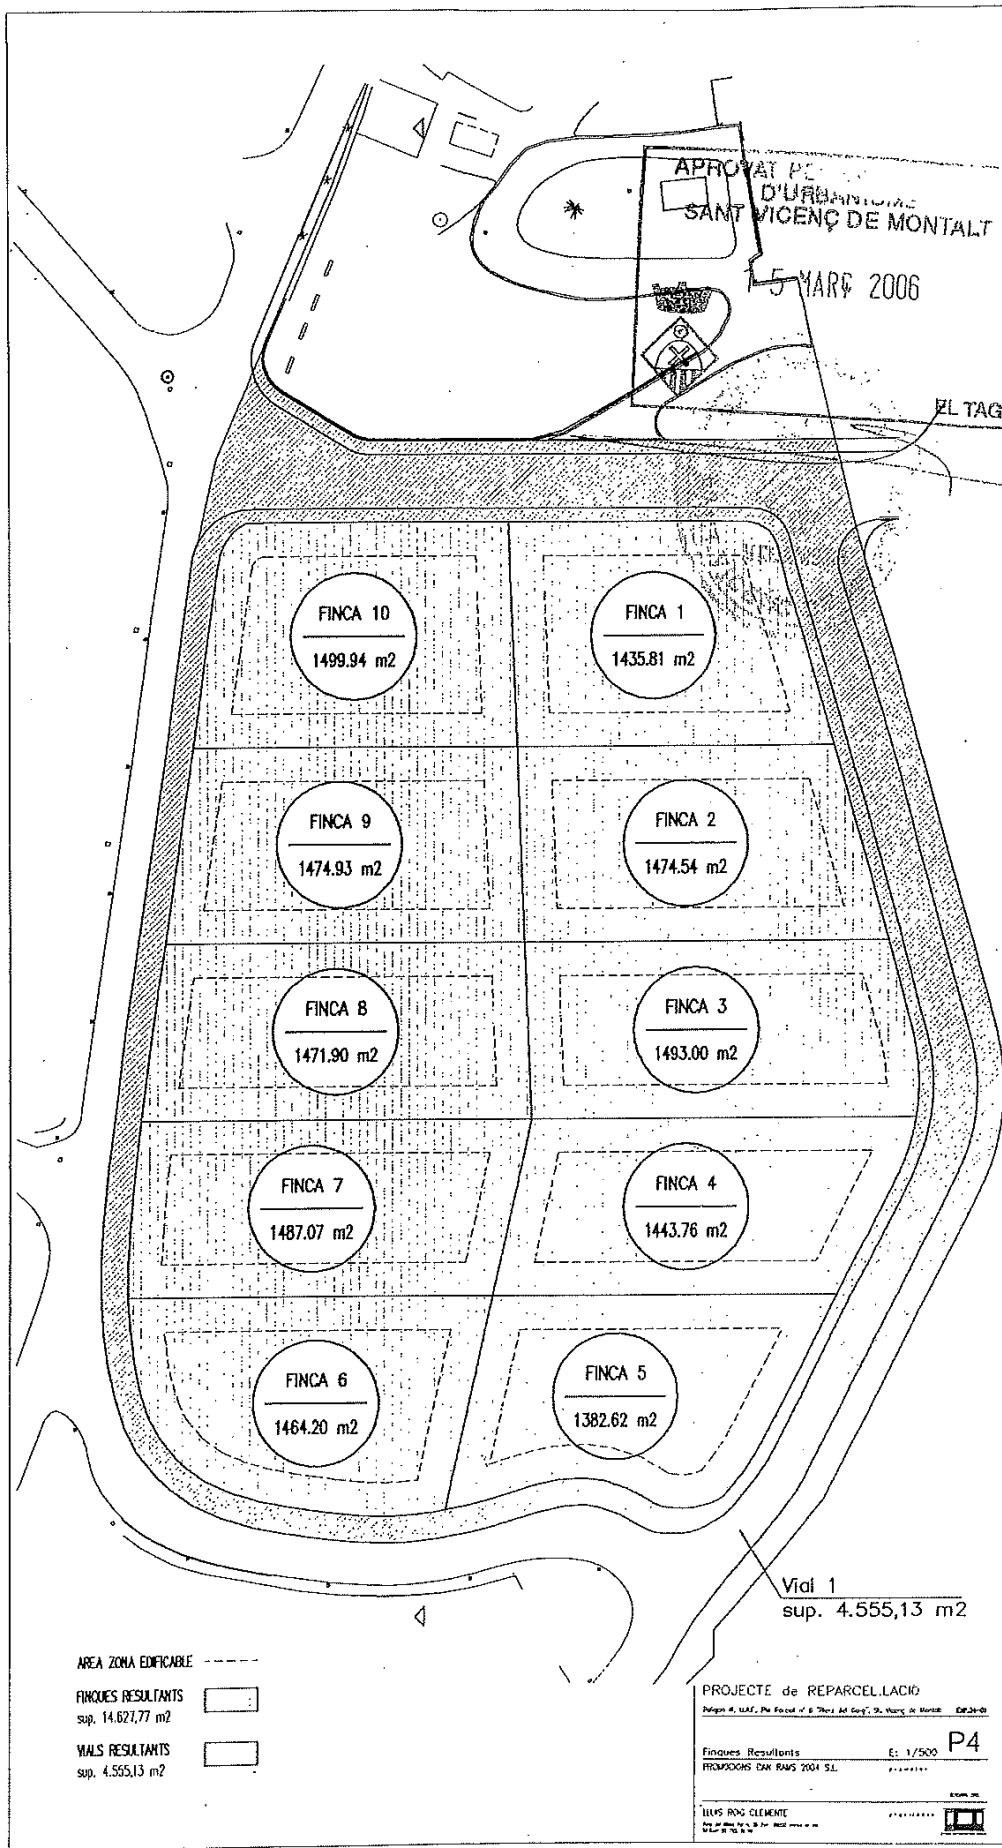 APROVAT PE
D'URBANISME
SANT VICENÇ DE MONTALT
5 MARÇ 2006
EL TAG
FINCA 10
1499.94 m2
FINCA 1
1435.81 m2
FINCA 9
1474.93 m2
FINCA 2
1474.54 m2
FINCA 8
1471.90 m2
FINCA 3
1493.00 m2
FINCA 7
1487.07 m2
FINCA 4
1443.76 m2
FINCA 6
1464.20 m2
FINCA 5
1382.62 m2
Vial 1
sup. 4.555,13 m2
AREA ZONA EDIFICABLE
FINQUES RESULTANTS
sup. 14.627,77 m2
VIALS RESULTANTS
sup. 4.555,13 m2
PROJECTE de REPARCEL.LACIO
Finques Resultants E: 1/500 P4
PROMOCIONS CAN RAMS 2004 S.L.
LLUIS ROIG CLEMENTE